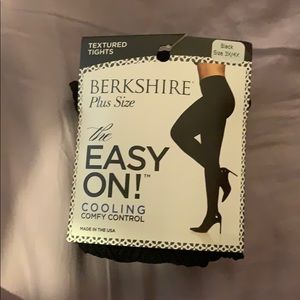 TEXTURED
TIGHTS
Black
Size 3X/4X
BERKSHIRE®
Plus Size
the
EASY
ON!™
COOLING
COMFY CONTROL
MADE IN THE USA